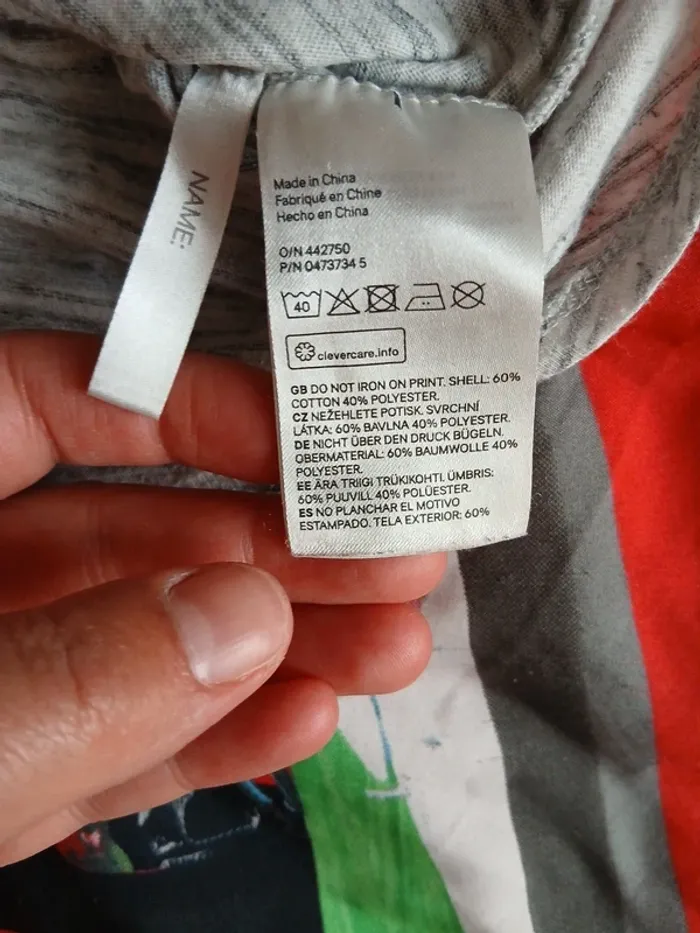 NAME:
Made in China
Fabriqué en Chine
Hecho en China
O/N 442750
P/N 0473734 5
40
clevercare.info
GB DO NOT IRON ON PRINT. SHELL: 60%
COTTON 40% POLYESTER.
CZ NEŽEHLETE POTISK. SVRCHNÍ
LÁTKA: 60% BAVLNA 40% POLYESTER.
DE NICHT ÜBER DEN DRUCK BÜGELN.
OBERMATERIAL: 60% BAUMWOLLE 40%
POLYESTER.
EE ÄRA TRIIGI TRÜKIKOHTI. ÜMBRIS:
60% PUUVILL 40% POLÜESTER.
ES NO PLANCHAR EL MOTIVO
ESTAMPADO. TELA EXTERIOR: 60%